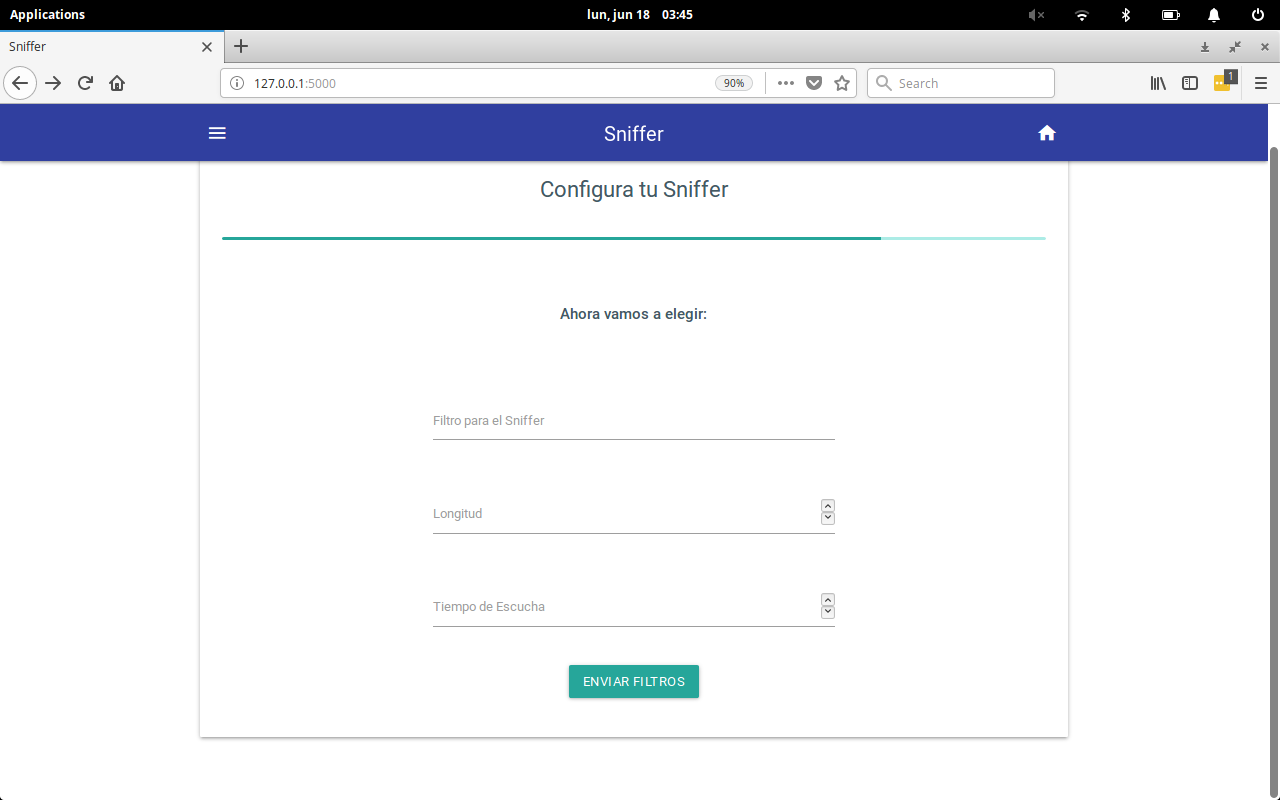 Applications
lun, jun 18 03:45
Sniffer
127.0.0.1:5000
90%
Search
1
Sniffer
Configura tu Sniffer
Ahora vamos a elegir:
Filtro para el Sniffer
Longitud
Tiempo de Escucha
ENVIAR FILTROS